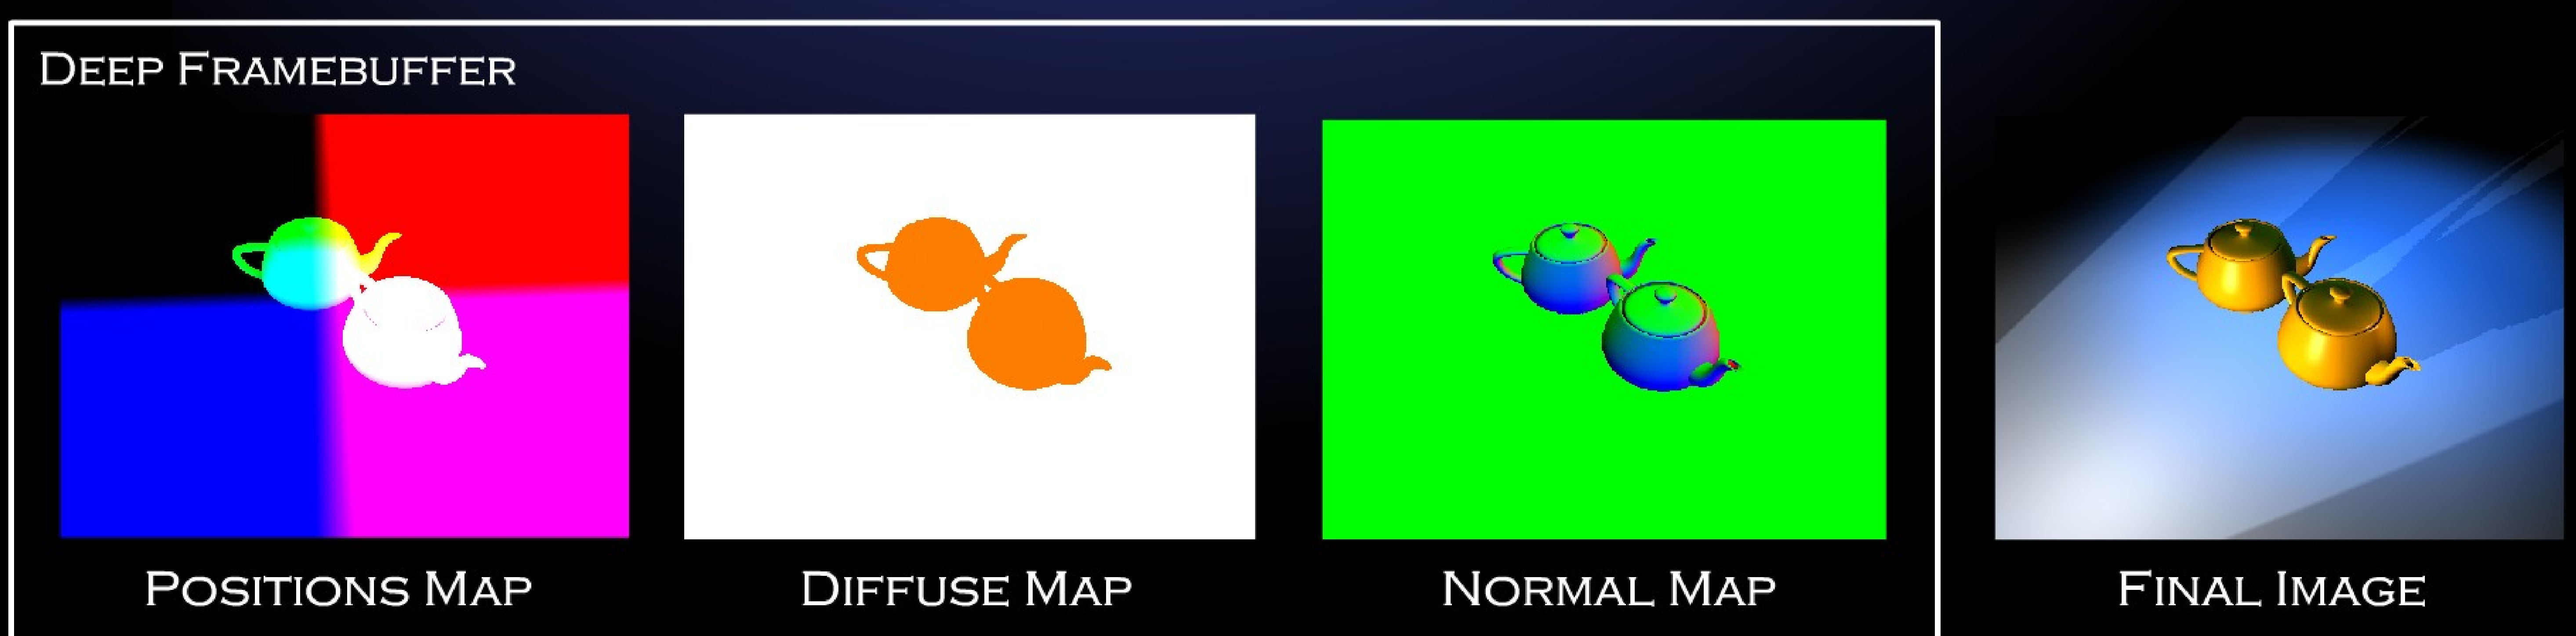 DEEP FRAMEBUFFER
POSITIONS MAP
DIFFUSE MAP
NORMAL MAP
FINAL IMAGE